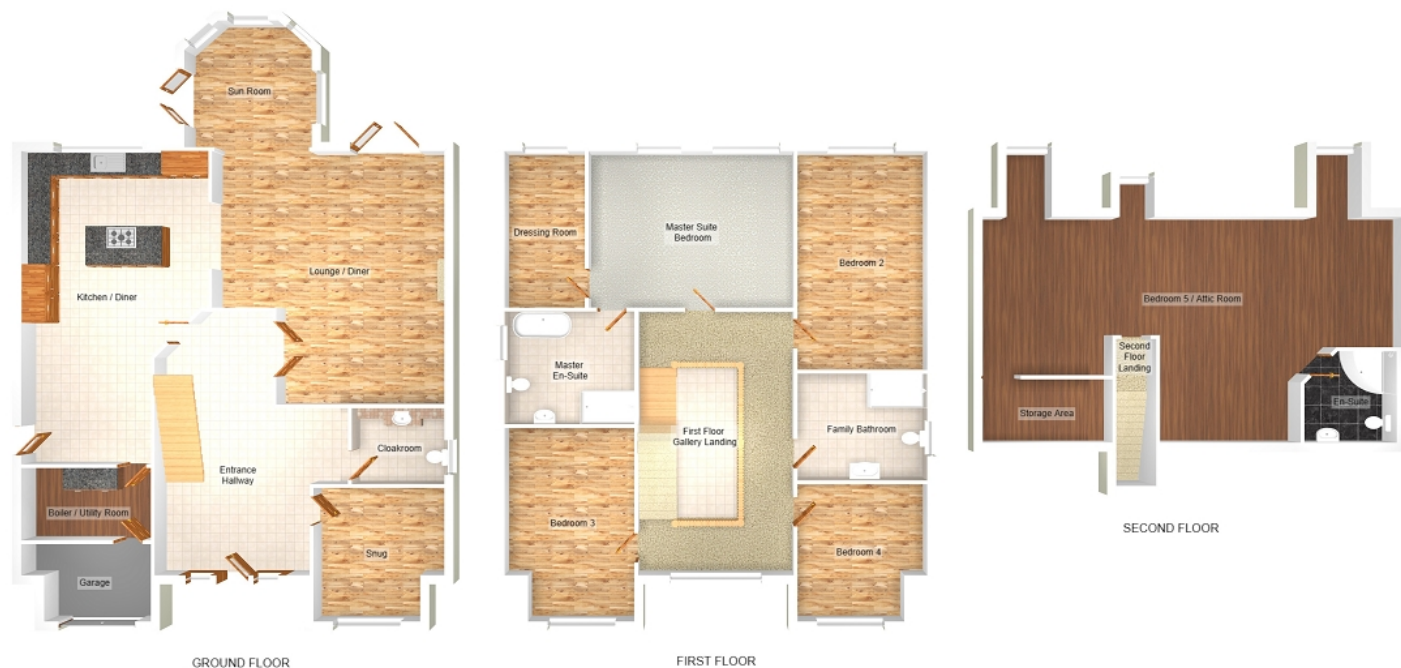 Sun Room
Lounge / Diner
Kitchen / Diner
Cloakroom
Entrance
Hallway
Boiler / Utility Room
Snug
Garage
GROUND FLOOR
Dressing Room
Master Suite
Bedroom
Bedroom 2
Master
En-Suite
First Floor
Gallery Landing
Family Bathroom
Bedroom 3
Bedroom 4
FIRST FLOOR
Bedroom 5 / Attic Room
Second
Floor
Landing
Storage Area
En-Suite
SECOND FLOOR